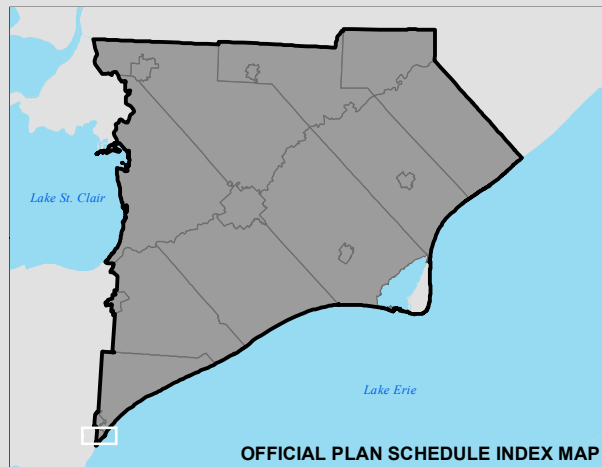 Lake St. Clair
Lake Erie
OFFICIAL PLAN SCHEDULE INDEX MAP